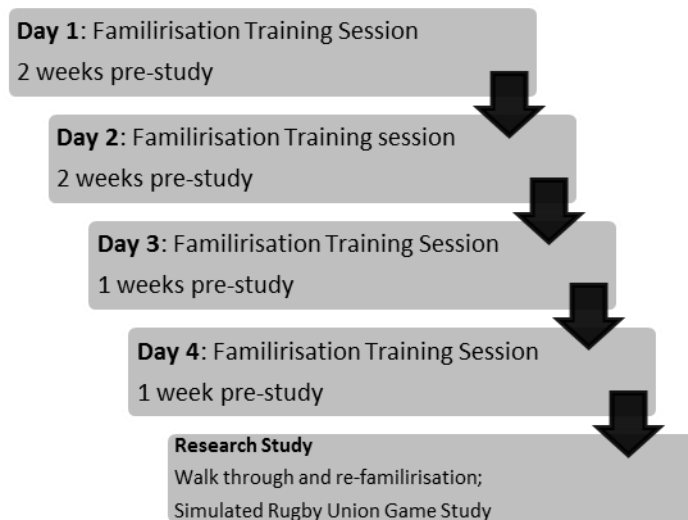 Day 1: Familirisation Training Session
2 weeks pre-study
Day 2: Familirisation Training session
2 weeks pre-study
Day 3: Familirisation Training Session
1 weeks pre-study
Day 4: Familirisation Training Session
1 week pre-study
Research Study
Walk through and re-familirisation;
Simulated Rugby Union Game Study